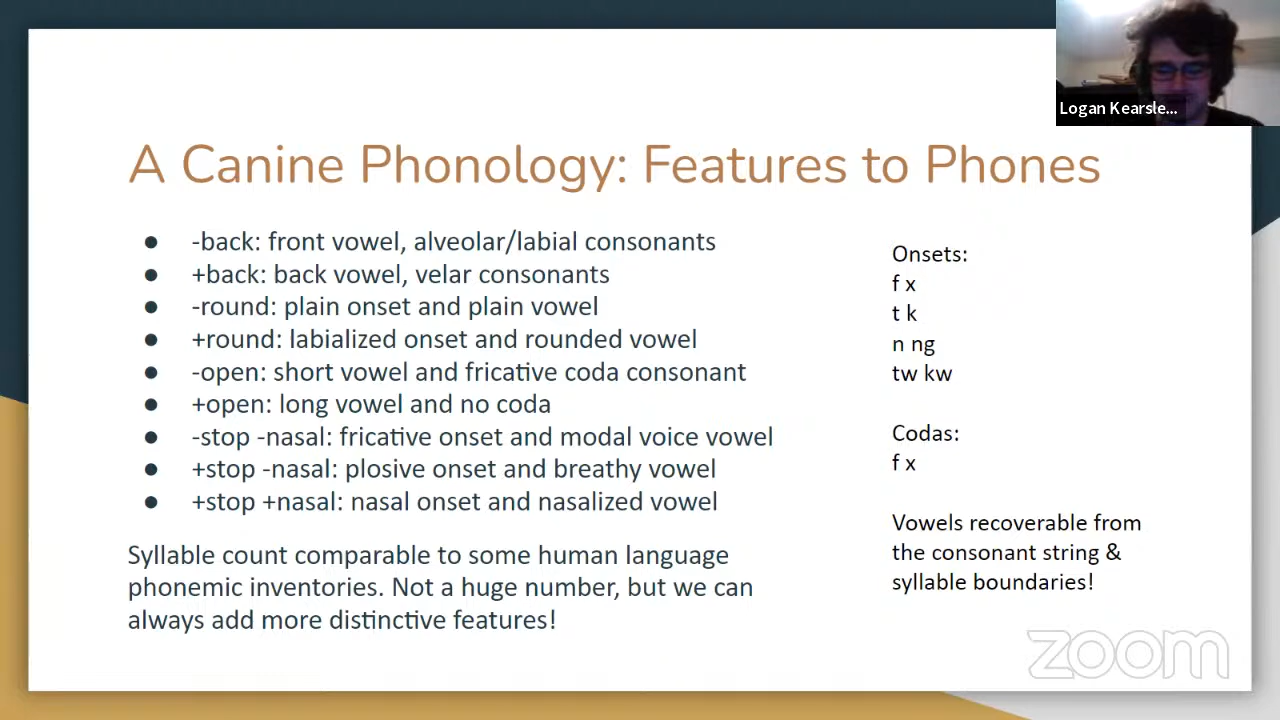 Logan Kearsle...
A Canine Phonology: Features to Phones
● -back: front vowel, alveolar/labial consonants
● +back: back vowel, velar consonants
● -round: plain onset and plain vowel
● +round: labialized onset and rounded vowel
● -open: short vowel and fricative coda consonant
● +open: long vowel and no coda
● -stop -nasal: fricative onset and modal voice vowel
● +stop -nasal: plosive onset and breathy vowel
● +stop +nasal: nasal onset and nasalized vowel
Syllable count comparable to some human language
phonemic inventories. Not a huge number, but we can
always add more distinctive features!
Onsets:
f x
t k
n ng
tw kw
Codas:
f x
Vowels recoverable from
the consonant string &
syllable boundaries!
zoom